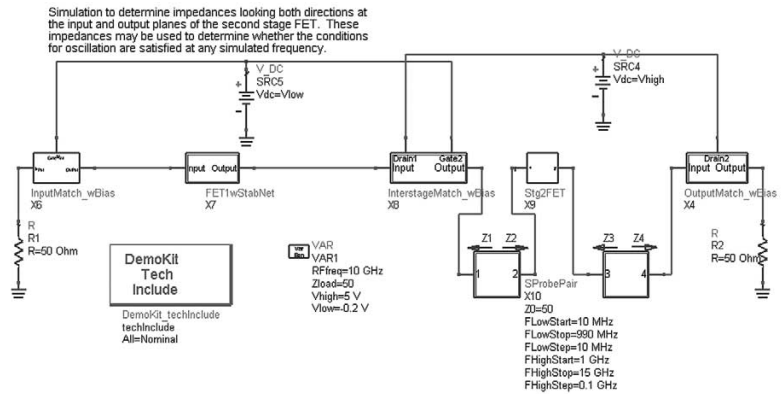 Simulation to determine impedances looking both directions at
the input and output planes of the second stage FET. These
impedances may be used to determine whether the conditions
for oscillation are satisfied at any simulated frequency.
V_DC
SRC5
Vdc=Vlow
V_DC
SRC4
Vdc=Vhigh
Input Output
Drain1 Gate2
Input Output
Drain2
Input Output
InputMatch_wBias
X6
FET1wStabNet
X7
InterstageMatch_wBias
X8
Stg2FET
X9
OutputMatch_wBias
X4
R
R1
R=50 Ohm
DemoKit
Tech
Include
DemoKit_techInclude
techInclude
All=Nominal
Var
Eqn
VAR
VAR1
RFfreq=10 GHz
Zload=50
Vhigh=5 V
Vlow=-0.2 V
Z1 Z2
1 2
Z3 Z4
3 4
SProbePair
X10
Z0=50
FLowStart=10 MHz
FLowStop=990 MHz
FLowStep=10 MHz
FHighStart=1 GHz
FHighStop=15 GHz
FHighStep=0.1 GHz
R
R2
R=50 Ohm